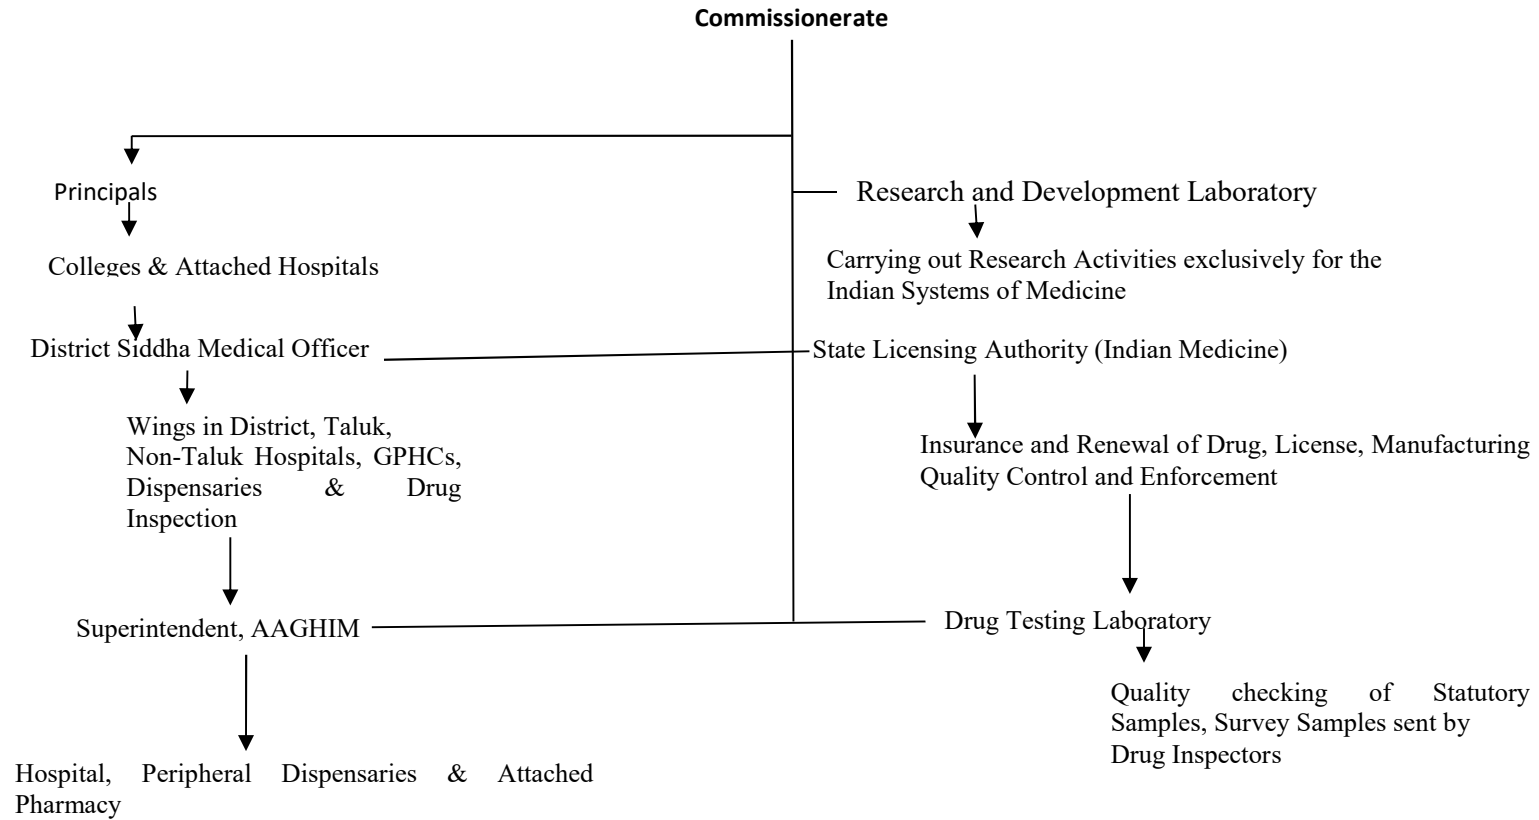 Commissionerate
Principals
Research and Development Laboratory
Colleges & Attached Hospitals
Carrying out Research Activities exclusively for the
Indian Systems of Medicine
District Siddha Medical Officer
State Licensing Authority (Indian Medicine)
Wings in District, Taluk,
Non-Taluk Hospitals, GPHCs,
Dispensaries & Drug
Inspection
Insurance and Renewal of Drug, License, Manufacturing
Quality Control and Enforcement
Superintendent, AAGHIM
Drug Testing Laboratory
Quality checking of Statutory
Samples, Survey Samples sent by
Drug Inspectors
Hospital, Peripheral Dispensaries & Attached
Pharmacy